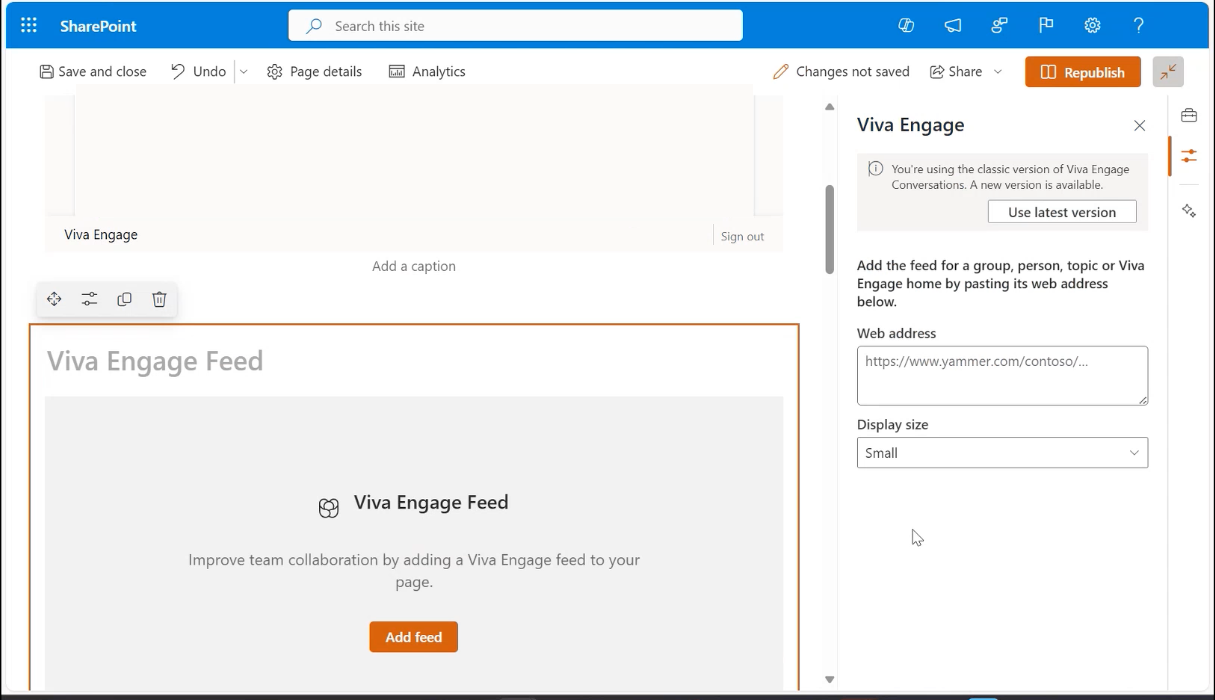 SharePoint
Search this site
?
Save and close
Undo
Page details
Analytics
Changes not saved
Share
Republish
Viva Engage
Sign out
Add a caption
Viva Engage Feed
Viva Engage Feed
Improve team collaboration by adding a Viva Engage feed to your
page.
Add feed
Viva Engage
You're using the classic version of Viva Engage
Conversations. A new version is available.
Use latest version
Add the feed for a group, person, topic or Viva
Engage home by pasting its web address
below.
Web address
https://www.yammer.com/contoso/...
Display size
Small